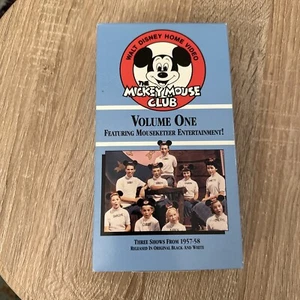 WALT DISNEY HOME VIDEO
THE
MICKEY MOUSE
CLUB
VOLUME ONE
FEATURING MOUSEKETEER ENTERTAINMENT!
THREE SHOWS FROM 1957-58
RELEASED IN ORIGINAL BLACK AND WHITE